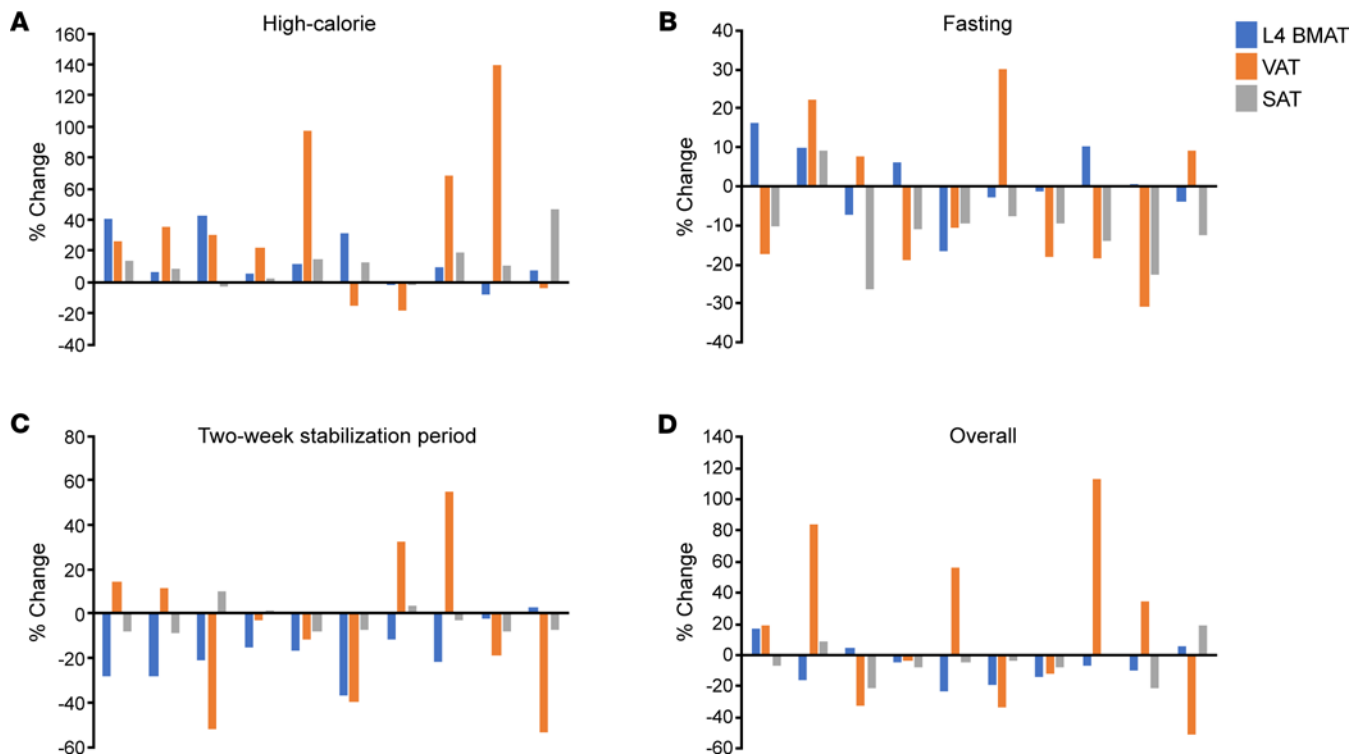 A
High-calorie
% Change
160
140
120
100
80
60
40
20
0
-20
-40
B
Fasting
% Change
40
30
20
10
0
-10
-20
-30
-40
L4 BMAT
VAT
SAT
C
Two-week stabilization period
% Change
80
60
40
20
0
-20
-40
-60
D
Overall
% Change
140
120
100
80
60
40
20
0
-20
-40
-60